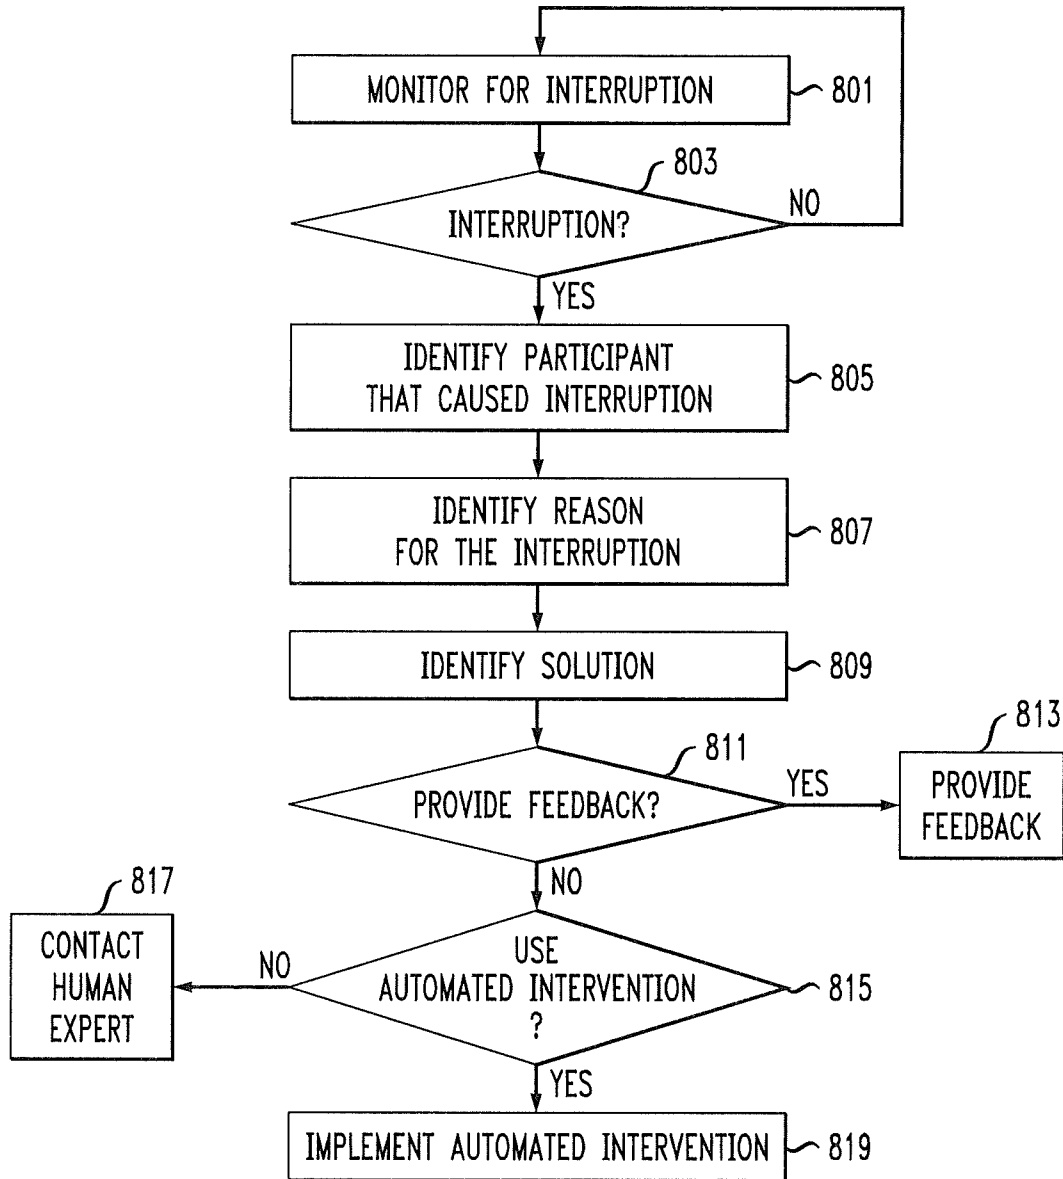 MONITOR FOR INTERRUPTION
801
803
INTERRUPTION?
NO
YES
IDENTIFY PARTICIPANT
THAT CAUSED INTERRUPTION
805
IDENTIFY REASON
FOR THE INTERRUPTION
807
IDENTIFY SOLUTION
809
811
PROVIDE FEEDBACK?
YES
813
PROVIDE
FEEDBACK
NO
817
CONTACT
HUMAN
EXPERT
NO
USE
AUTOMATED INTERVENTION
?
815
YES
IMPLEMENT AUTOMATED INTERVENTION
819